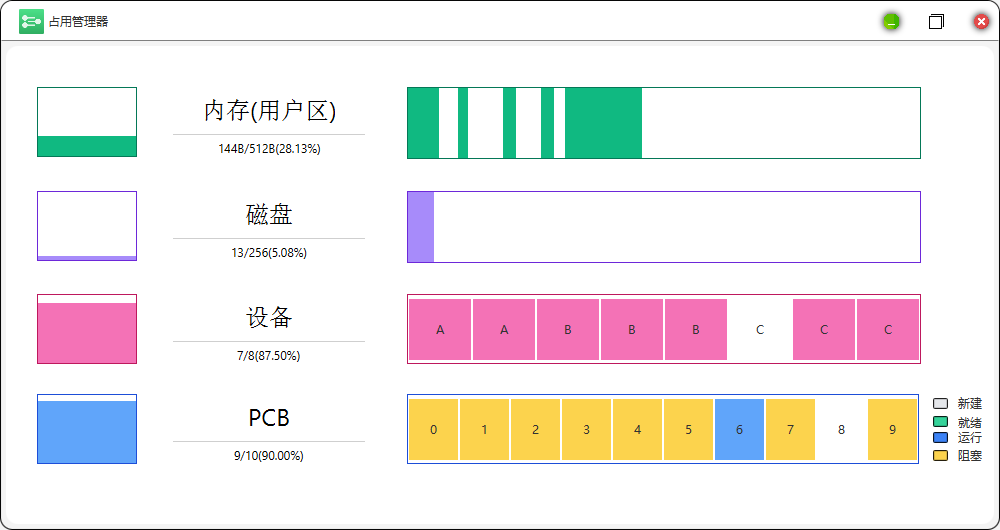 占用管理器
内存(用户区)
144B/512B(28.13%)
磁盘
13/256(5.08%)
设备
7/8(87.50%)
A A B B B C C C
PCB
9/10(90.00%)
0 1 2 3 4 5 6 7 8 9
新建
就绪
运行
阻塞